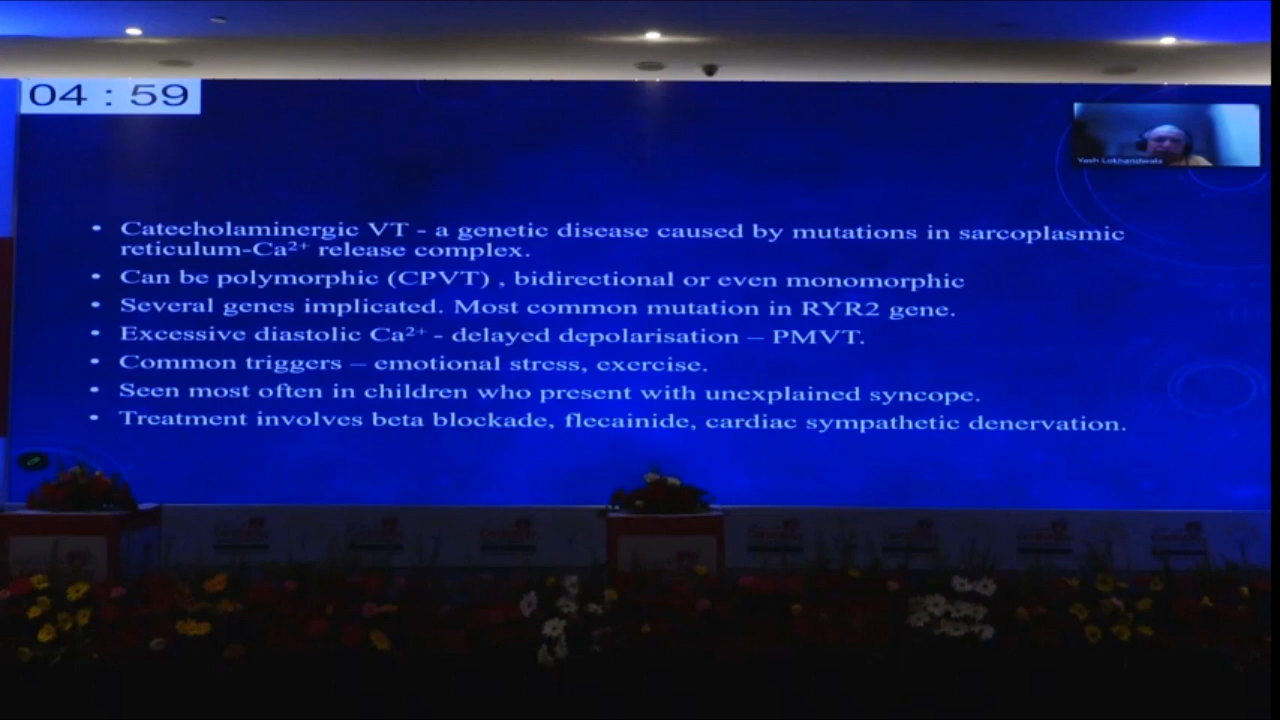 04 : 59
Yash Lokhandwala
• Catecholaminergic VT - a genetic disease caused by mutations in sarcoplasmic
reticulum-Ca²⁺ release complex.
• Can be polymorphic (CPVT) , bidirectional or even monomorphic
• Several genes implicated. Most common mutation in RYR2 gene.
• Excessive diastolic Ca²⁺ - delayed depolarisation – PMVT.
• Common triggers – emotional stress, exercise.
• Seen most often in children who present with unexplained syncope.
• Treatment involves beta blockade, flecainide, cardiac sympathetic denervation.